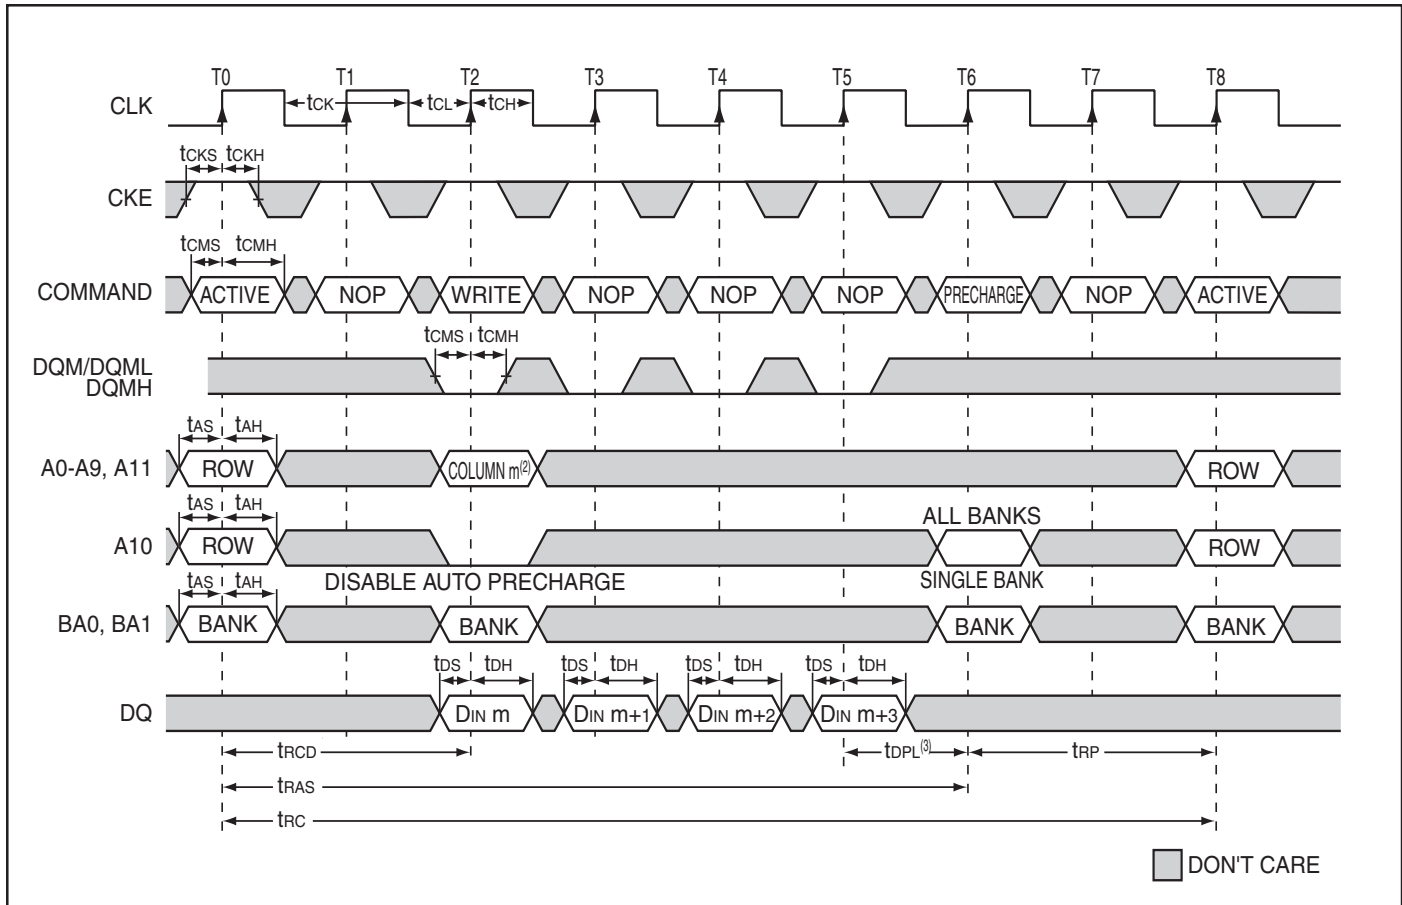 T0 T1 T2 T3 T4 T5 T6 T7 T8
CLK tCK tCL tCH
tCKS tCKH
CKE
tCMS tCMH
COMMAND ACTIVE NOP WRITE NOP NOP NOP PRECHARGE NOP ACTIVE
tCMS tCMH
DQM/DQML
DQMH
tAS tAH
A0-A9, A11 ROW COLUMN m(2) ROW
tAS tAH
ALL BANKS
A10 ROW ROW
DISABLE AUTO PRECHARGE SINGLE BANK
tAS tAH
BA0, BA1 BANK BANK BANK BANK
tDS tDH tDS tDH tDS tDH tDS tDH
DQ DIN m DIN m+1 DIN m+2 DIN m+3
tRCD tDPL(3) tRP
tRAS
tRC
DON'T CARE